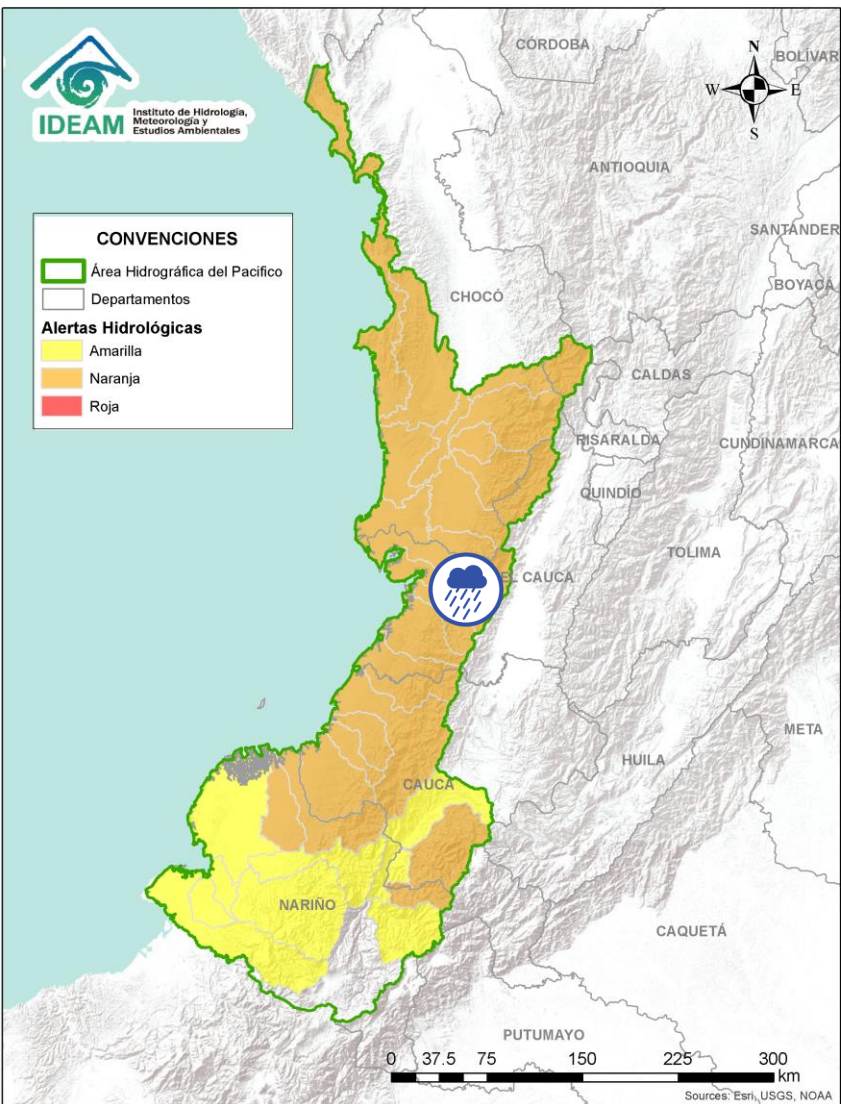 IDEAM
Instituto de Hidrología,
Meteorología y
Estudios Ambientales
CONVENCIONES
Área Hidrográfica del Pacifico
Departamentos
Alertas Hidrológicas
Amarilla
Naranja
Roja
N
W
E
S
CÓRDOBA
BOLÍVAR
ANTIOQUIA
SANTANDER
BOYACÁ
CHOCÓ
CALDAS
RISARALDA
CUNDINAMARCA
QUINDÍO
TOLIMA
EL CAUCA
META
HUILA
CAUCA
NARIÑO
CAQUETÁ
PUTUMAYO
0 37.5 75 150 225 300
km
Sources: Esri, USGS, NOAA